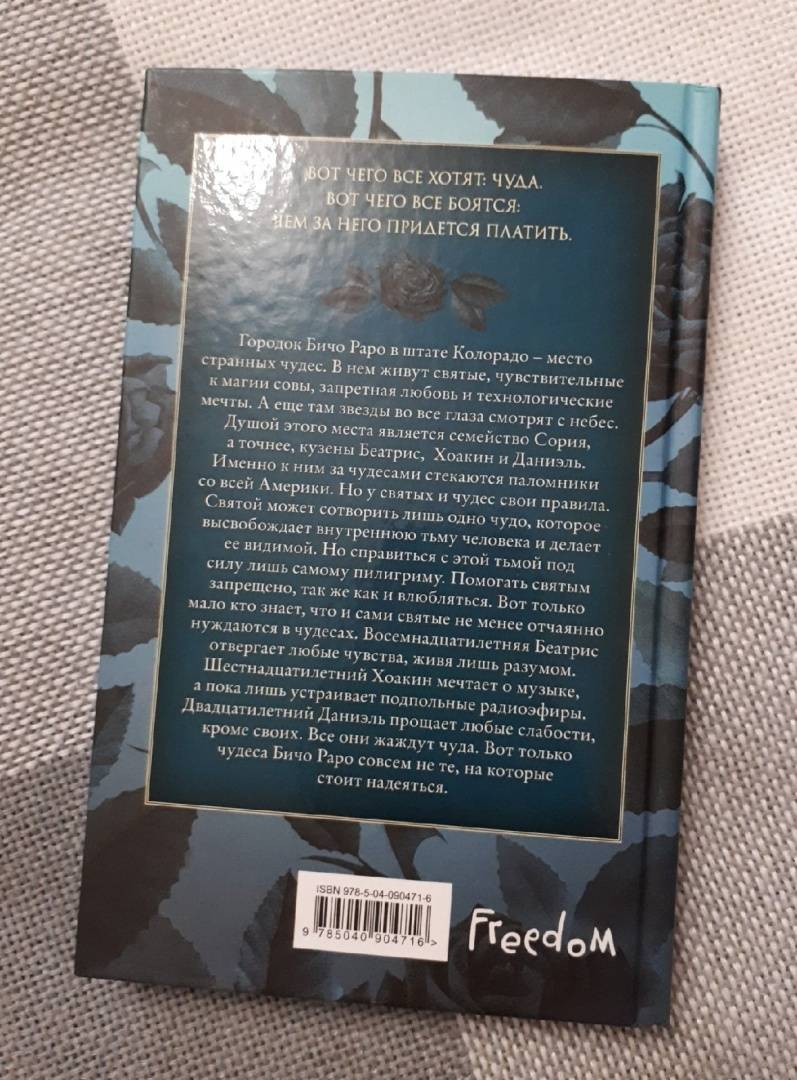 ВОТ ЧЕГО ВСЕ ХОТЯТ: ЧУДА.
ВОТ ЧЕГО ВСЕ БОЯТСЯ:
ЧЕМ ЗА НЕГО ПРИДЕТСЯ ПЛАТИТЬ.
Городок Бичо Раро в штате Колорадо – место
странных чудес. В нем живут святые, чувствительные
к магии совы, запретная любовь и технологические
мечты. А еще там звезды во все глаза смотрят с небес.
Душой этого места является семейство Сория,
а точнее, кузены Беатрис, Хоакин и Даниэль.
Именно к ним за чудесами стекаются паломники
со всей Америки. Но у святых и чудес свои правила.
Святой может сотворить лишь одно чудо, которое
высвобождает внутреннюю тьму человека и делает
ее видимой. Но справиться с этой тьмой под
силу лишь самому пилигриму. Помогать святым
запрещено, так же как и влюбляться. Вот только
мало кто знает, что и сами святые не менее отчаянно
нуждаются в чудесах. Восемнадцатилетняя Беатрис
отвергает любые чувства, живя лишь разумом.
Шестнадцатилетний Хоакин мечтает о музыке,
а пока лишь устраивает подпольные радиоэфиры.
Двадцатилетний Даниэль прощает любые слабости,
кроме своих. Все они жаждут чуда. Вот только
чудеса Бичо Раро совсем не те, на которые
стоит надеяться.
ISBN 978-5-04-090471-6
9 785040 904716 >
Freedom